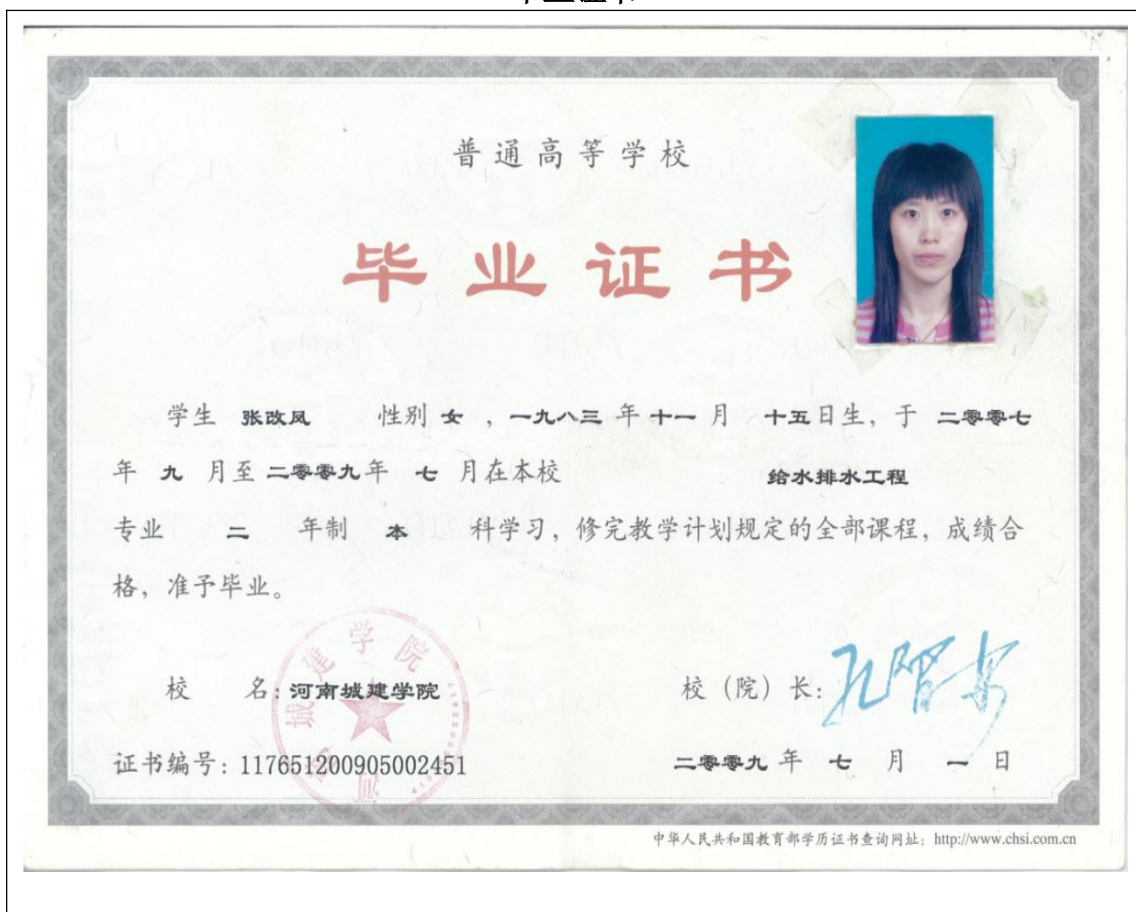 毕业证书
普通高等学校
毕业证书
学生 张改凤 性别 女 ，一九八三 年 十一 月 十五日生，于 二零零七
年 九 月至 二零零九年 七 月在本校 给水排水工程
专业 二 年制 本 科学习，修完教学计划规定的全部课程，成绩合
格，准予毕业。
校 名：河南城建学院
校（院）长：
证书编号：117651200905002451
二零零九 年 七 月 一 日
中华人民共和国教育部学历证书查询网址：http://www.chsi.com.cn